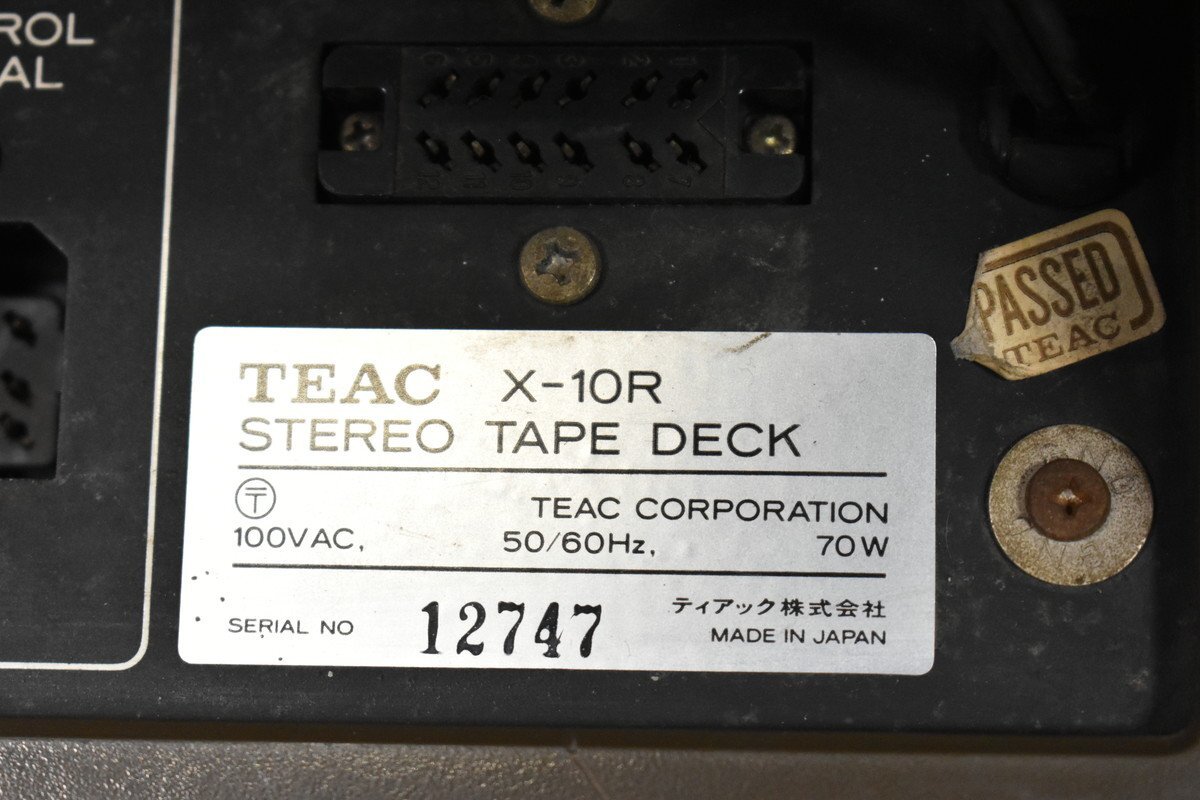 ROL
AL
PASSED
TEAC
TEAC X-10R
STEREO TAPE DECK
〒
TEAC CORPORATION
100VAC, 50/60Hz, 70W
ティアック株式会社
SERIAL NO 12747
MADE IN JAPAN